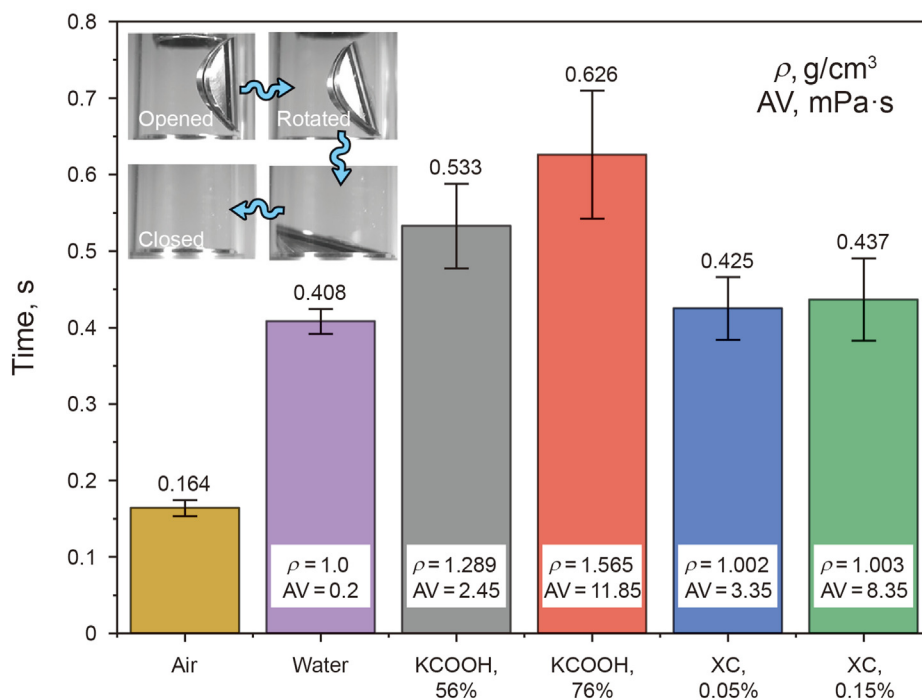 0.8
0.7
0.6
0.5
0.4
0.3
0.2
0.1
0
Time, s
Opened
Rotated
Closed
ρ, g/cm³
AV, mPa·s
0.164
0.408
0.533
0.626
0.425
0.437
ρ = 1.0
AV = 0.2
ρ = 1.289
AV = 2.45
ρ = 1.565
AV = 11.85
ρ = 1.002
AV = 3.35
ρ = 1.003
AV = 8.35
Air
Water
KCOOH,
56%
KCOOH,
76%
XC,
0.05%
XC,
0.15%